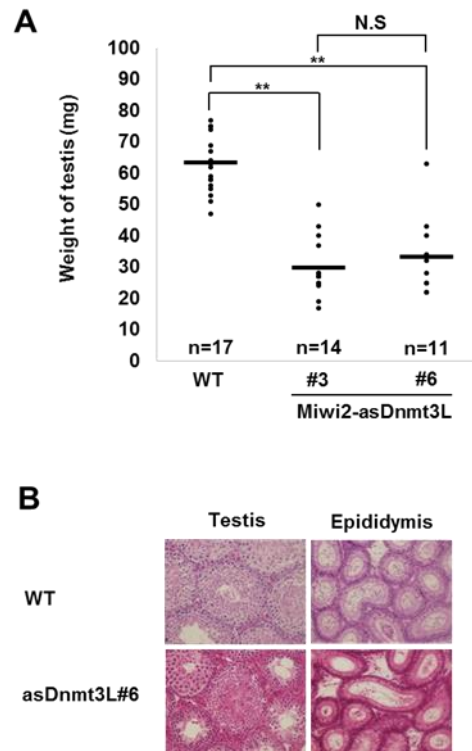 A
N.S
**
**
Weight of testis (mg)
100
90
80
70
60
50
40
30
20
10
0
n=17 n=14 n=11
WT #3 #6
Miwi2-asDnmt3L
B
Testis Epididymis
WT
asDnmt3L#6